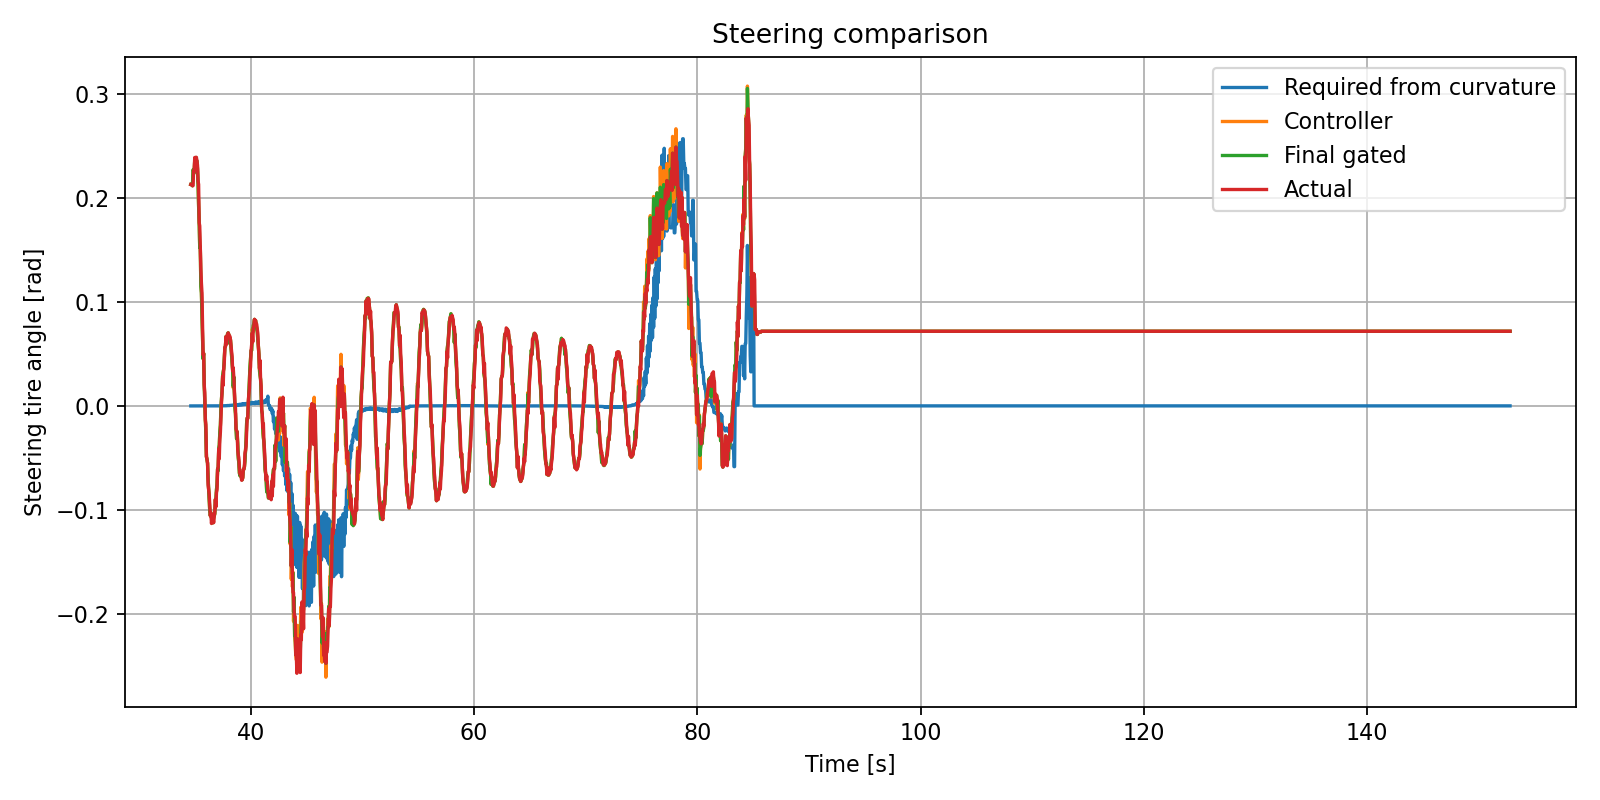 Steering comparison
Steering tire angle [rad]
0.3
0.2
0.1
0.0
−0.1
−0.2
Required from curvature
Controller
Final gated
Actual
40
60
80
100
120
140
Time [s]